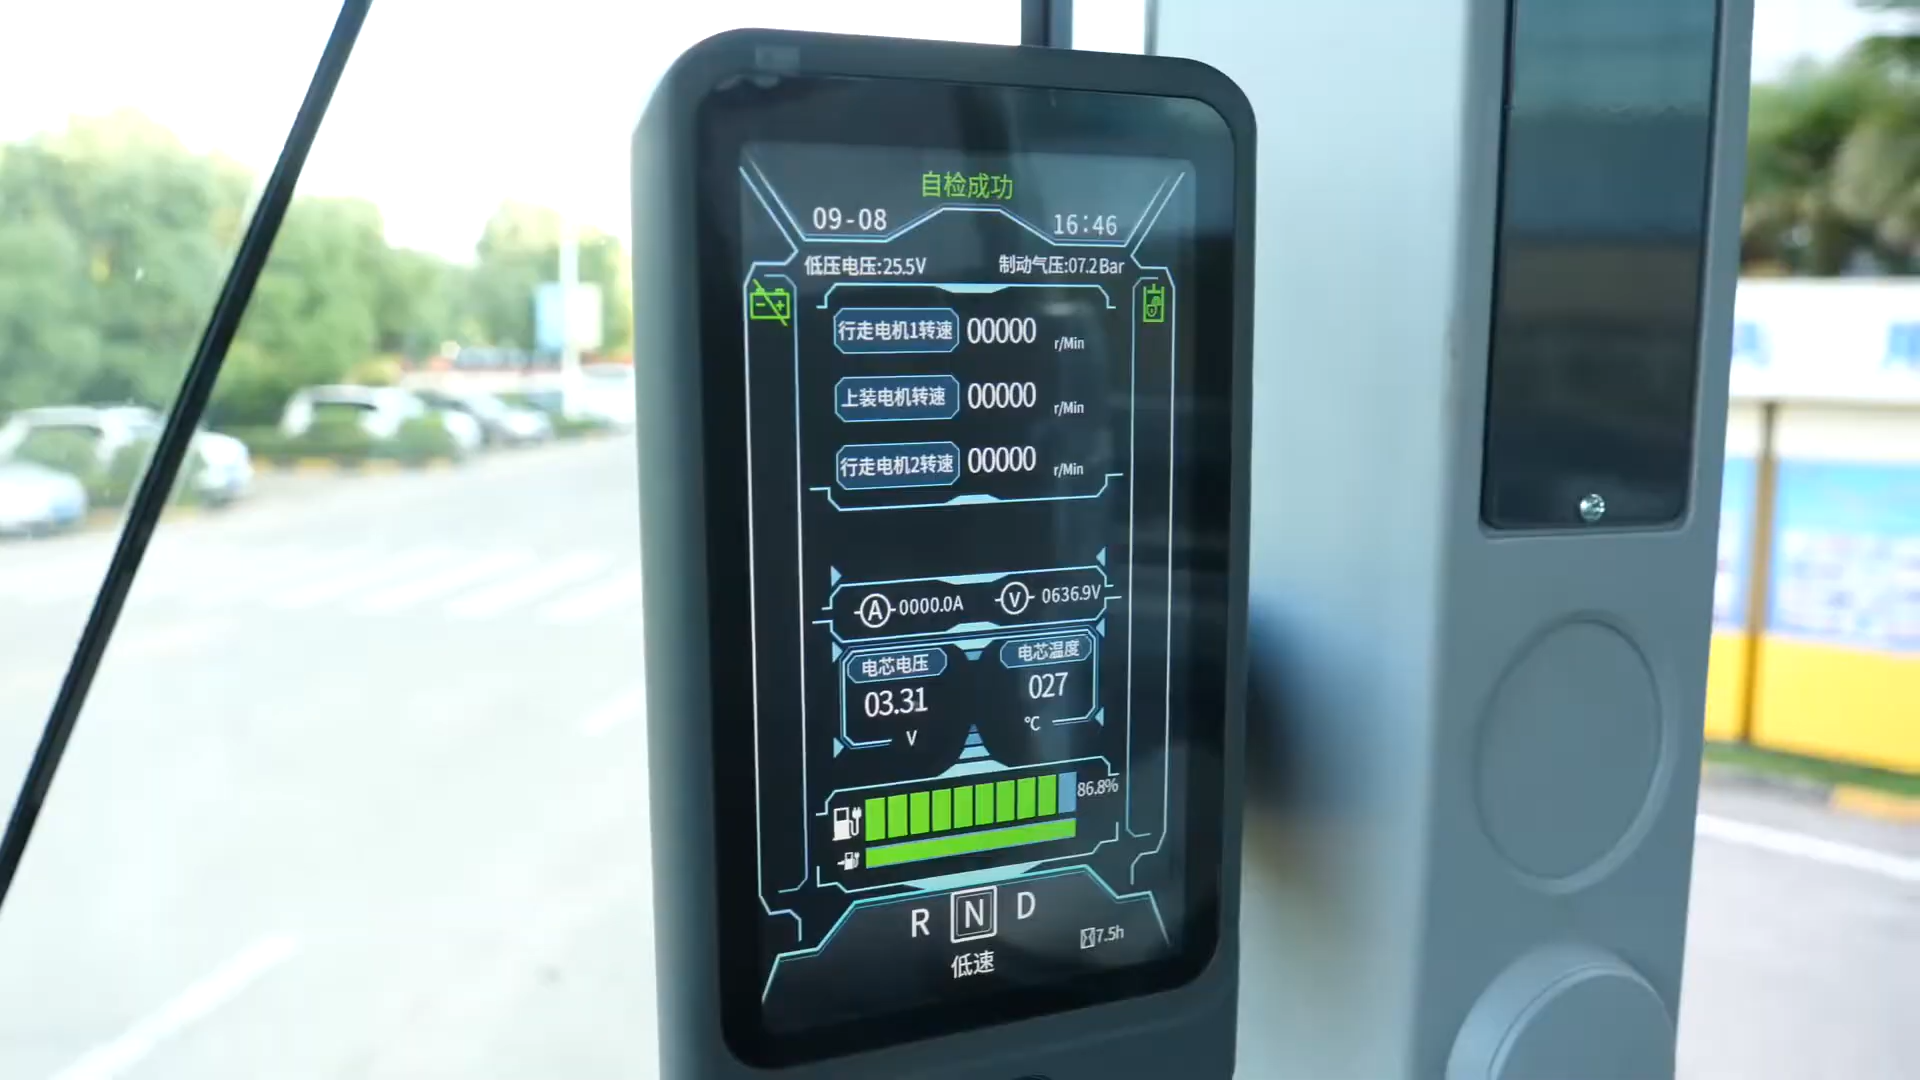 自检成功
09-08 16:46
低压电压:25.5V 制动气压:07.2Bar
行走电机1转速 00000 r/Min
上装电机转速 00000 r/Min
行走电机2转速 00000 r/Min
A 0000.0A V 0636.9V
电芯电压 电芯温度
03.31 027
V ℃
86.8%
R N D
7.5h
低速